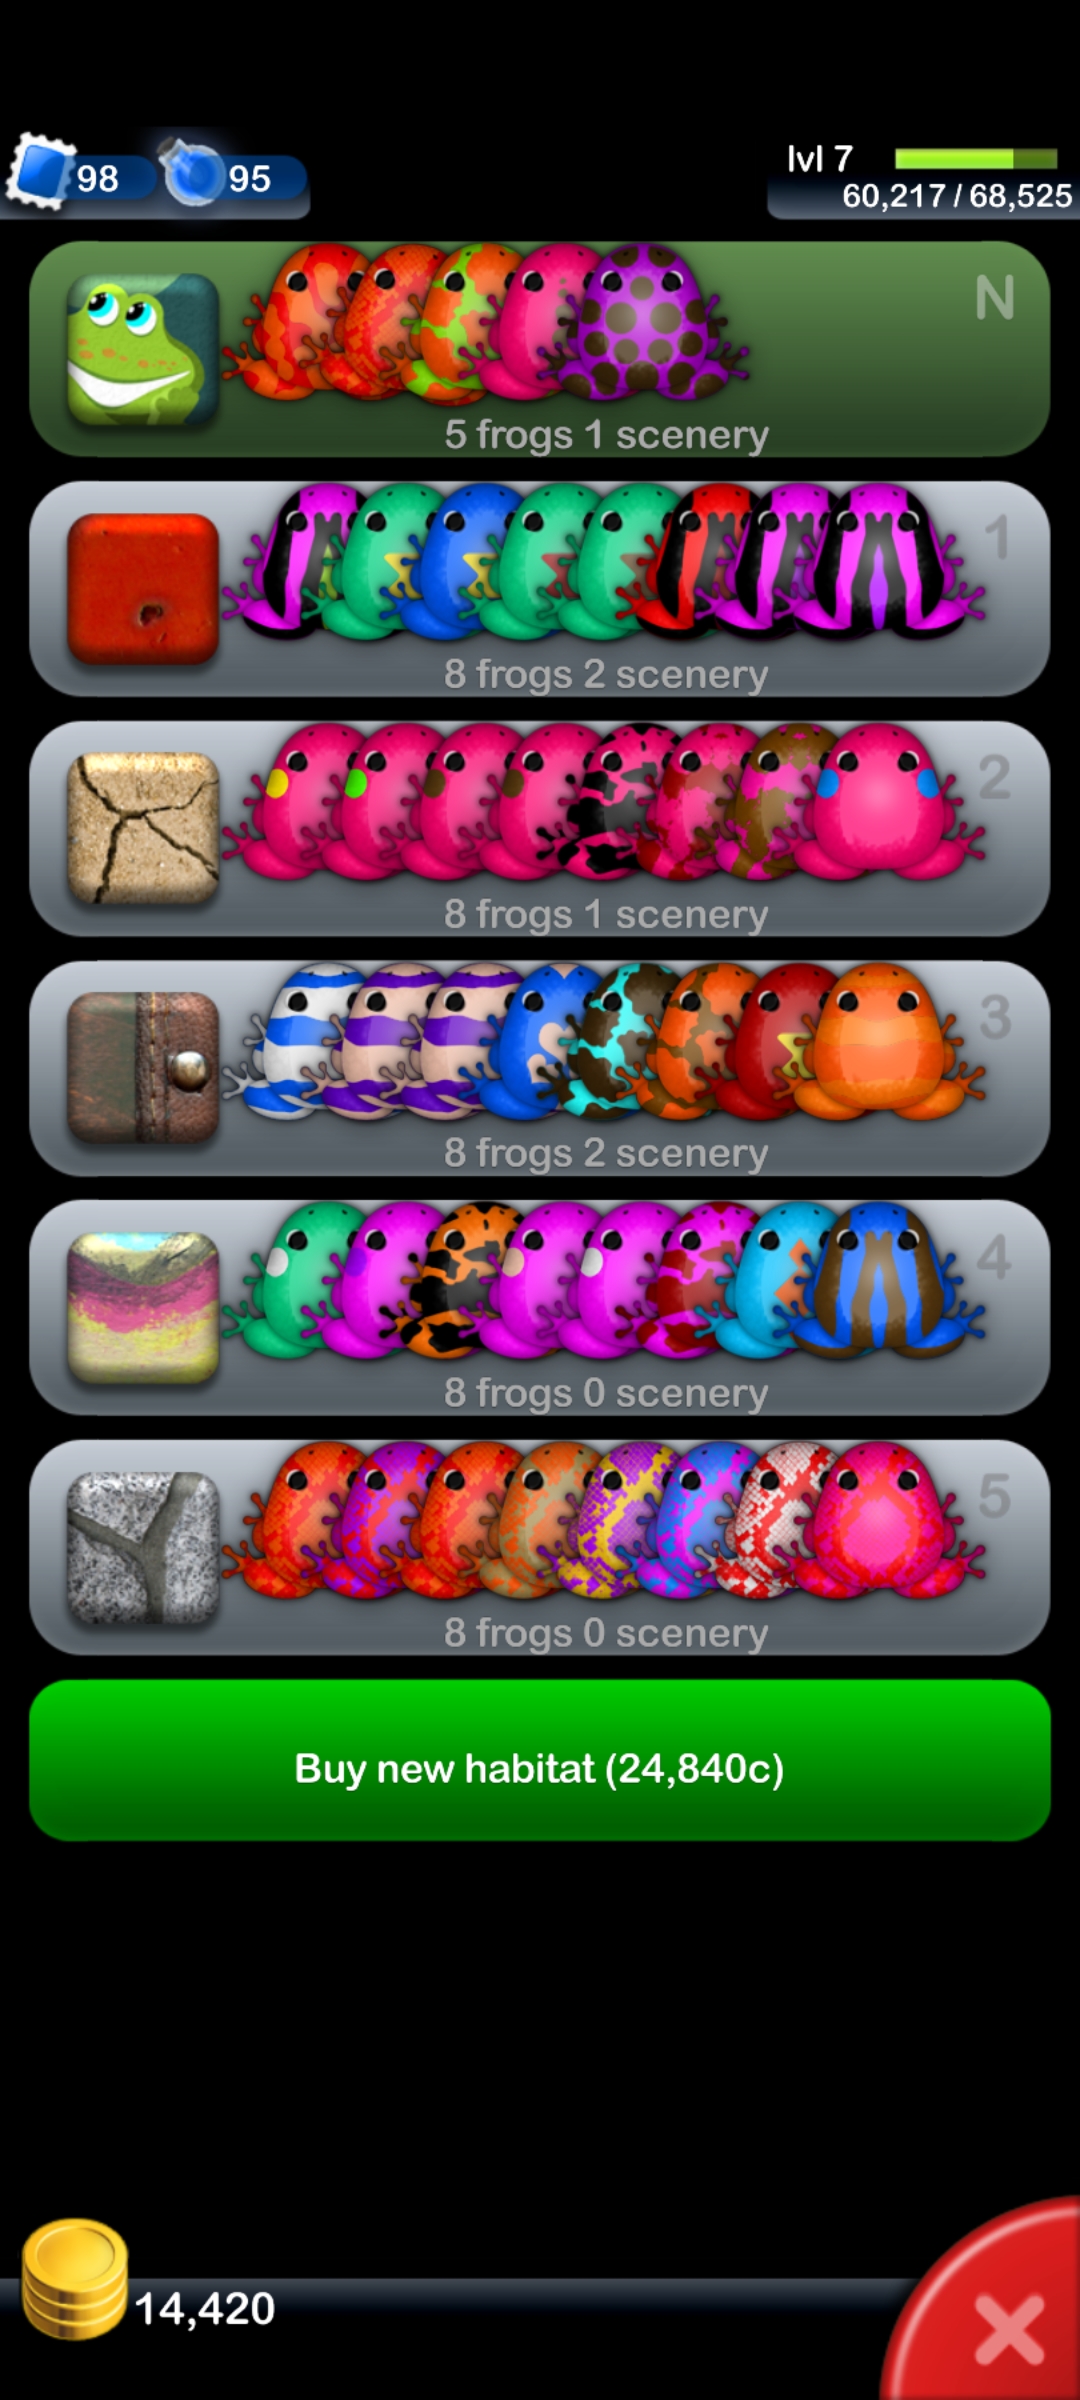 98
95
lvl 7
60,217 / 68,525
N
5 frogs 1 scenery
1
8 frogs 2 scenery
2
8 frogs 1 scenery
3
8 frogs 2 scenery
4
8 frogs 0 scenery
5
8 frogs 0 scenery
Buy new habitat (24,840c)
14,420